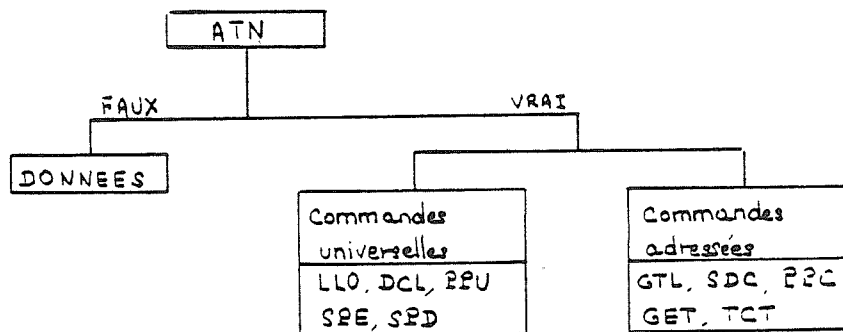 ATN
FAUX
VRAI
DONNEES
Commandes
universelles
LLO, DCL, PPU
SPE, SPD
Commandes
adressées
GTL, SDC, PPC
GET, TCT